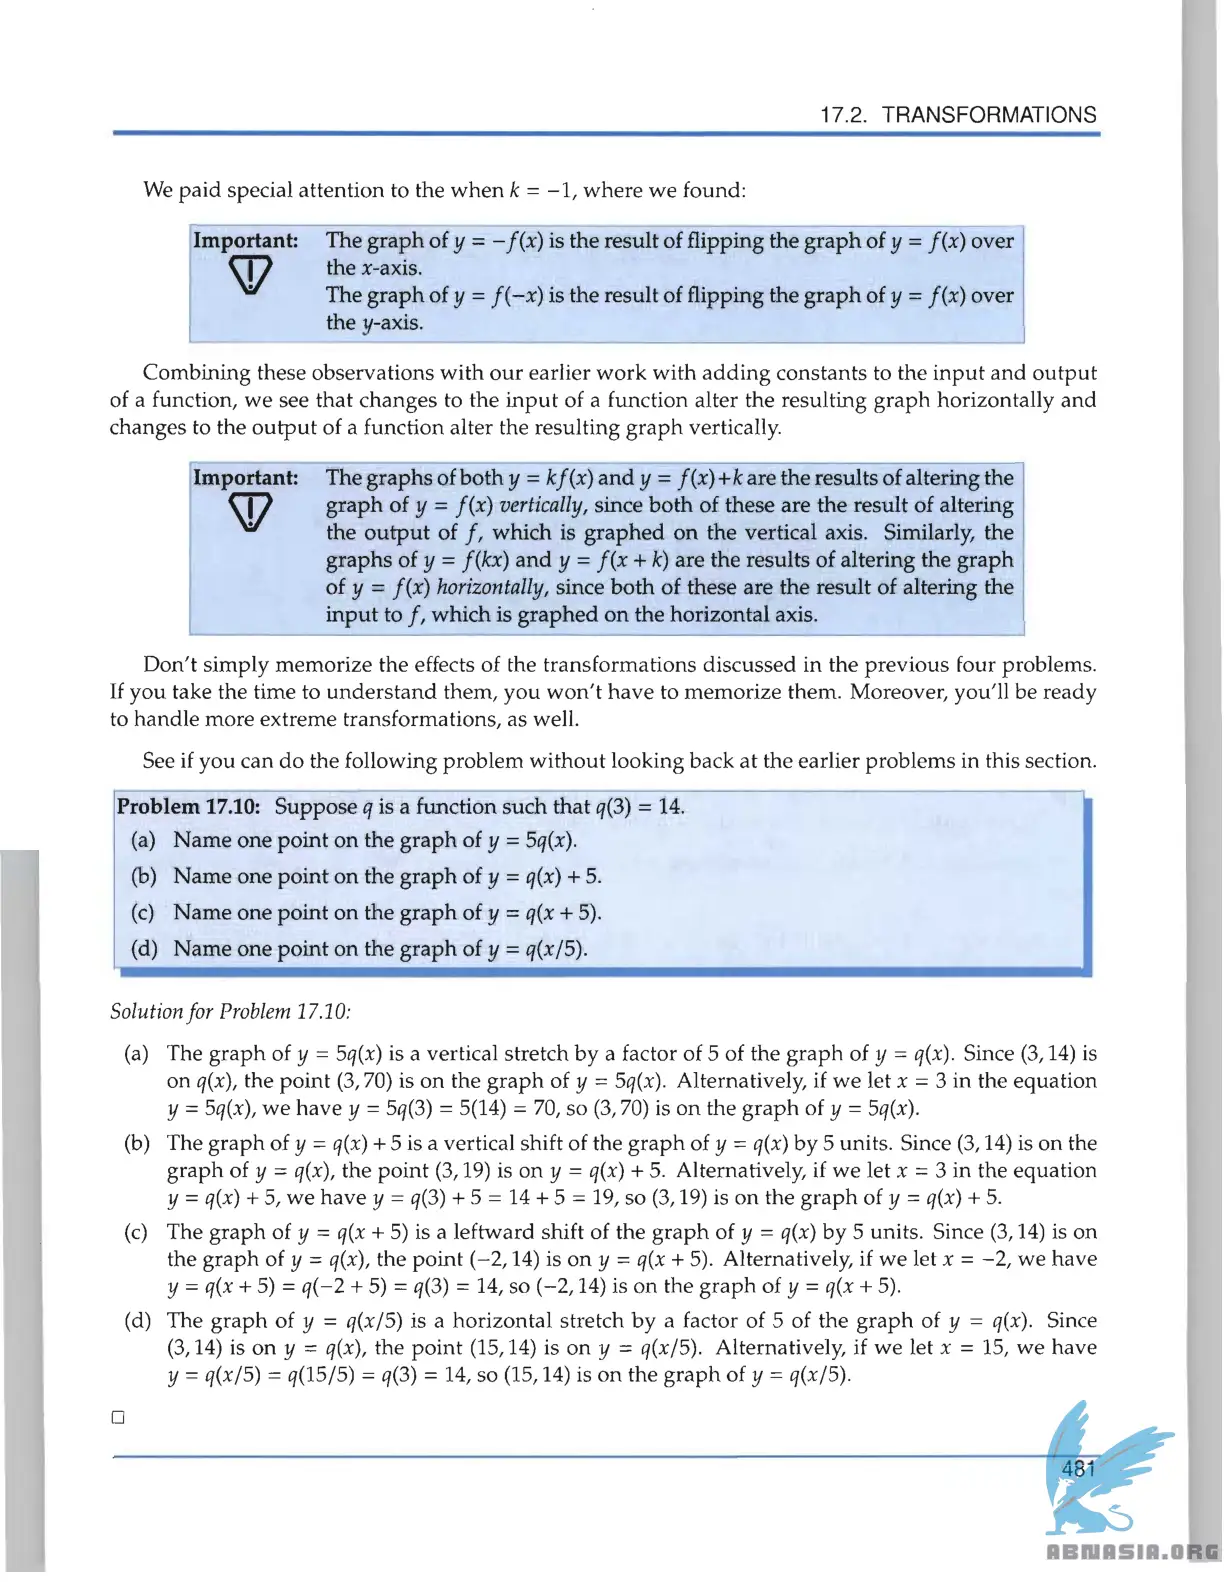 17.2. TRANSFORMATIONS
We paid special attention to the when k = −1, where we found:
Important: The graph of y = −f(x) is the result of flipping the graph of y = f(x) over
the x-axis.
The graph of y = f(−x) is the result of flipping the graph of y = f(x) over
the y-axis.
Combining these observations with our earlier work with adding constants to the input and output
of a function, we see that changes to the input of a function alter the resulting graph horizontally and
changes to the output of a function alter the resulting graph vertically.
Important: The graphs of both y = kf(x) and y = f(x)+k are the results of altering the
graph of y = f(x) vertically, since both of these are the result of altering
the output of f, which is graphed on the vertical axis. Similarly, the
graphs of y = f(kx) and y = f(x + k) are the results of altering the graph
of y = f(x) horizontally, since both of these are the result of altering the
input to f, which is graphed on the horizontal axis.
Don't simply memorize the effects of the transformations discussed in the previous four problems.
If you take the time to understand them, you won't have to memorize them. Moreover, you'll be ready
to handle more extreme transformations, as well.
See if you can do the following problem without looking back at the earlier problems in this section.
Problem 17.10: Suppose q is a function such that q(3) = 14.
(a) Name one point on the graph of y = 5q(x).
(b) Name one point on the graph of y = q(x) + 5.
(c) Name one point on the graph of y = q(x + 5).
(d) Name one point on the graph of y = q(x/5).
Solution for Problem 17.10:
(a) The graph of y = 5q(x) is a vertical stretch by a factor of 5 of the graph of y = q(x). Since (3, 14) is
on q(x), the point (3, 70) is on the graph of y = 5q(x). Alternatively, if we let x = 3 in the equation
y = 5q(x), we have y = 5q(3) = 5(14) = 70, so (3, 70) is on the graph of y = 5q(x).
(b) The graph of y = q(x) + 5 is a vertical shift of the graph of y = q(x) by 5 units. Since (3, 14) is on the
graph of y = q(x), the point (3, 19) is on y = q(x) + 5. Alternatively, if we let x = 3 in the equation
y = q(x) + 5, we have y = q(3) + 5 = 14 + 5 = 19, so (3, 19) is on the graph of y = q(x) + 5.
(c) The graph of y = q(x + 5) is a leftward shift of the graph of y = q(x) by 5 units. Since (3, 14) is on
the graph of y = q(x), the point (−2, 14) is on y = q(x + 5). Alternatively, if we let x = −2, we have
y = q(x + 5) = q(−2 + 5) = q(3) = 14, so (−2, 14) is on the graph of y = q(x + 5).
(d) The graph of y = q(x/5) is a horizontal stretch by a factor of 5 of the graph of y = q(x). Since
(3, 14) is on y = q(x), the point (15, 14) is on y = q(x/5). Alternatively, if we let x = 15, we have
y = q(x/5) = q(15/5) = q(3) = 14, so (15, 14) is on the graph of y = q(x/5).
□
481
ABNASIA.ORG